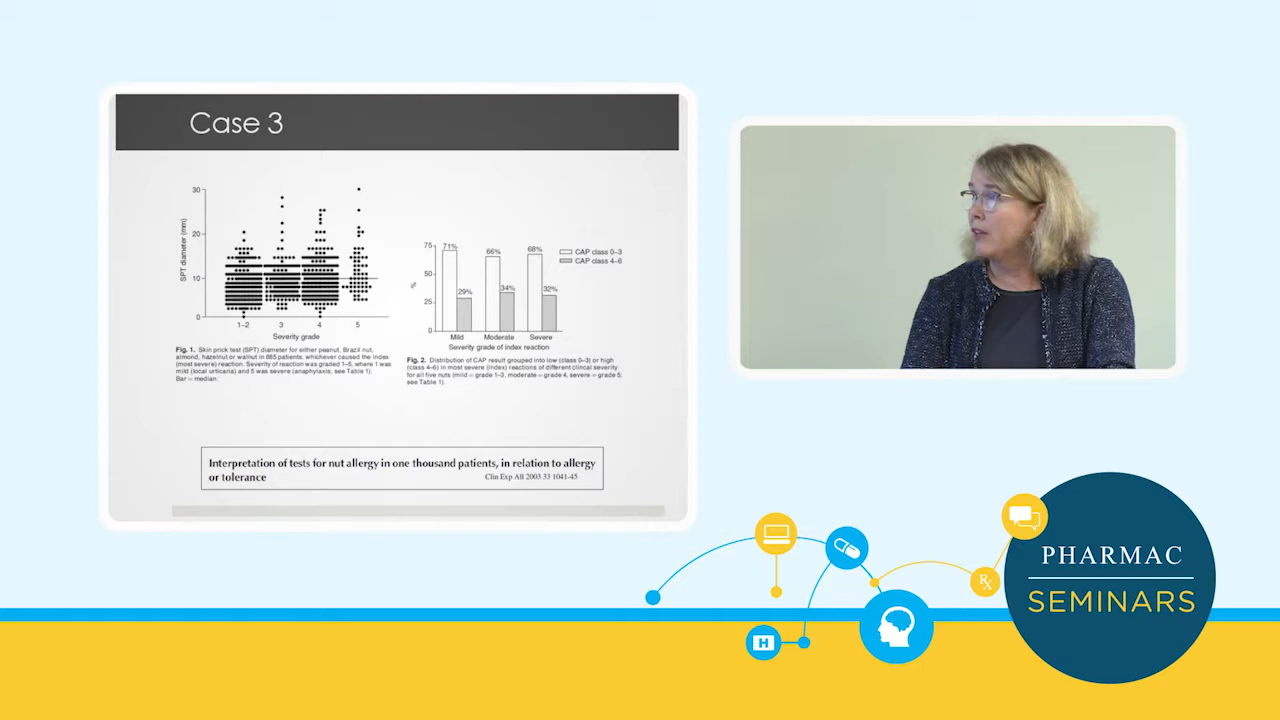 Case 3
30
20
10
0
SPT diameter (mm)
1–2
3
4
5
Severity grade
Fig. 1. Skin prick test (SPT) diameter for either peanut, Brazil nut,
almond, hazelnut or walnut in 885 patients, whichever caused the index
(most severe) reaction. Severity of reaction was graded 1–5, where 1 was
mild (local urticaria) and 5 was severe (anaphylaxis; see Table 1).
Bar = median.
75
50
25
0
%
71%
29%
66%
34%
68%
32%
CAP class 0–3
CAP class 4–6
Mild
Moderate
Severe
Severity grade of index reaction
Fig. 2. Distribution of CAP result grouped into low (class 0–3) or high
(class 4–6) in most severe (index) reactions of different clincal severity
for all five nuts (mild = grade 1–3, moderate = grade 4, severe = grade 5;
see Table 1).
Interpretation of tests for nut allergy in one thousand patients, in relation to allergy
or tolerance
Clin Exp All 2003 33 1041-45
H
Rx
PHARMAC
SEMINARS